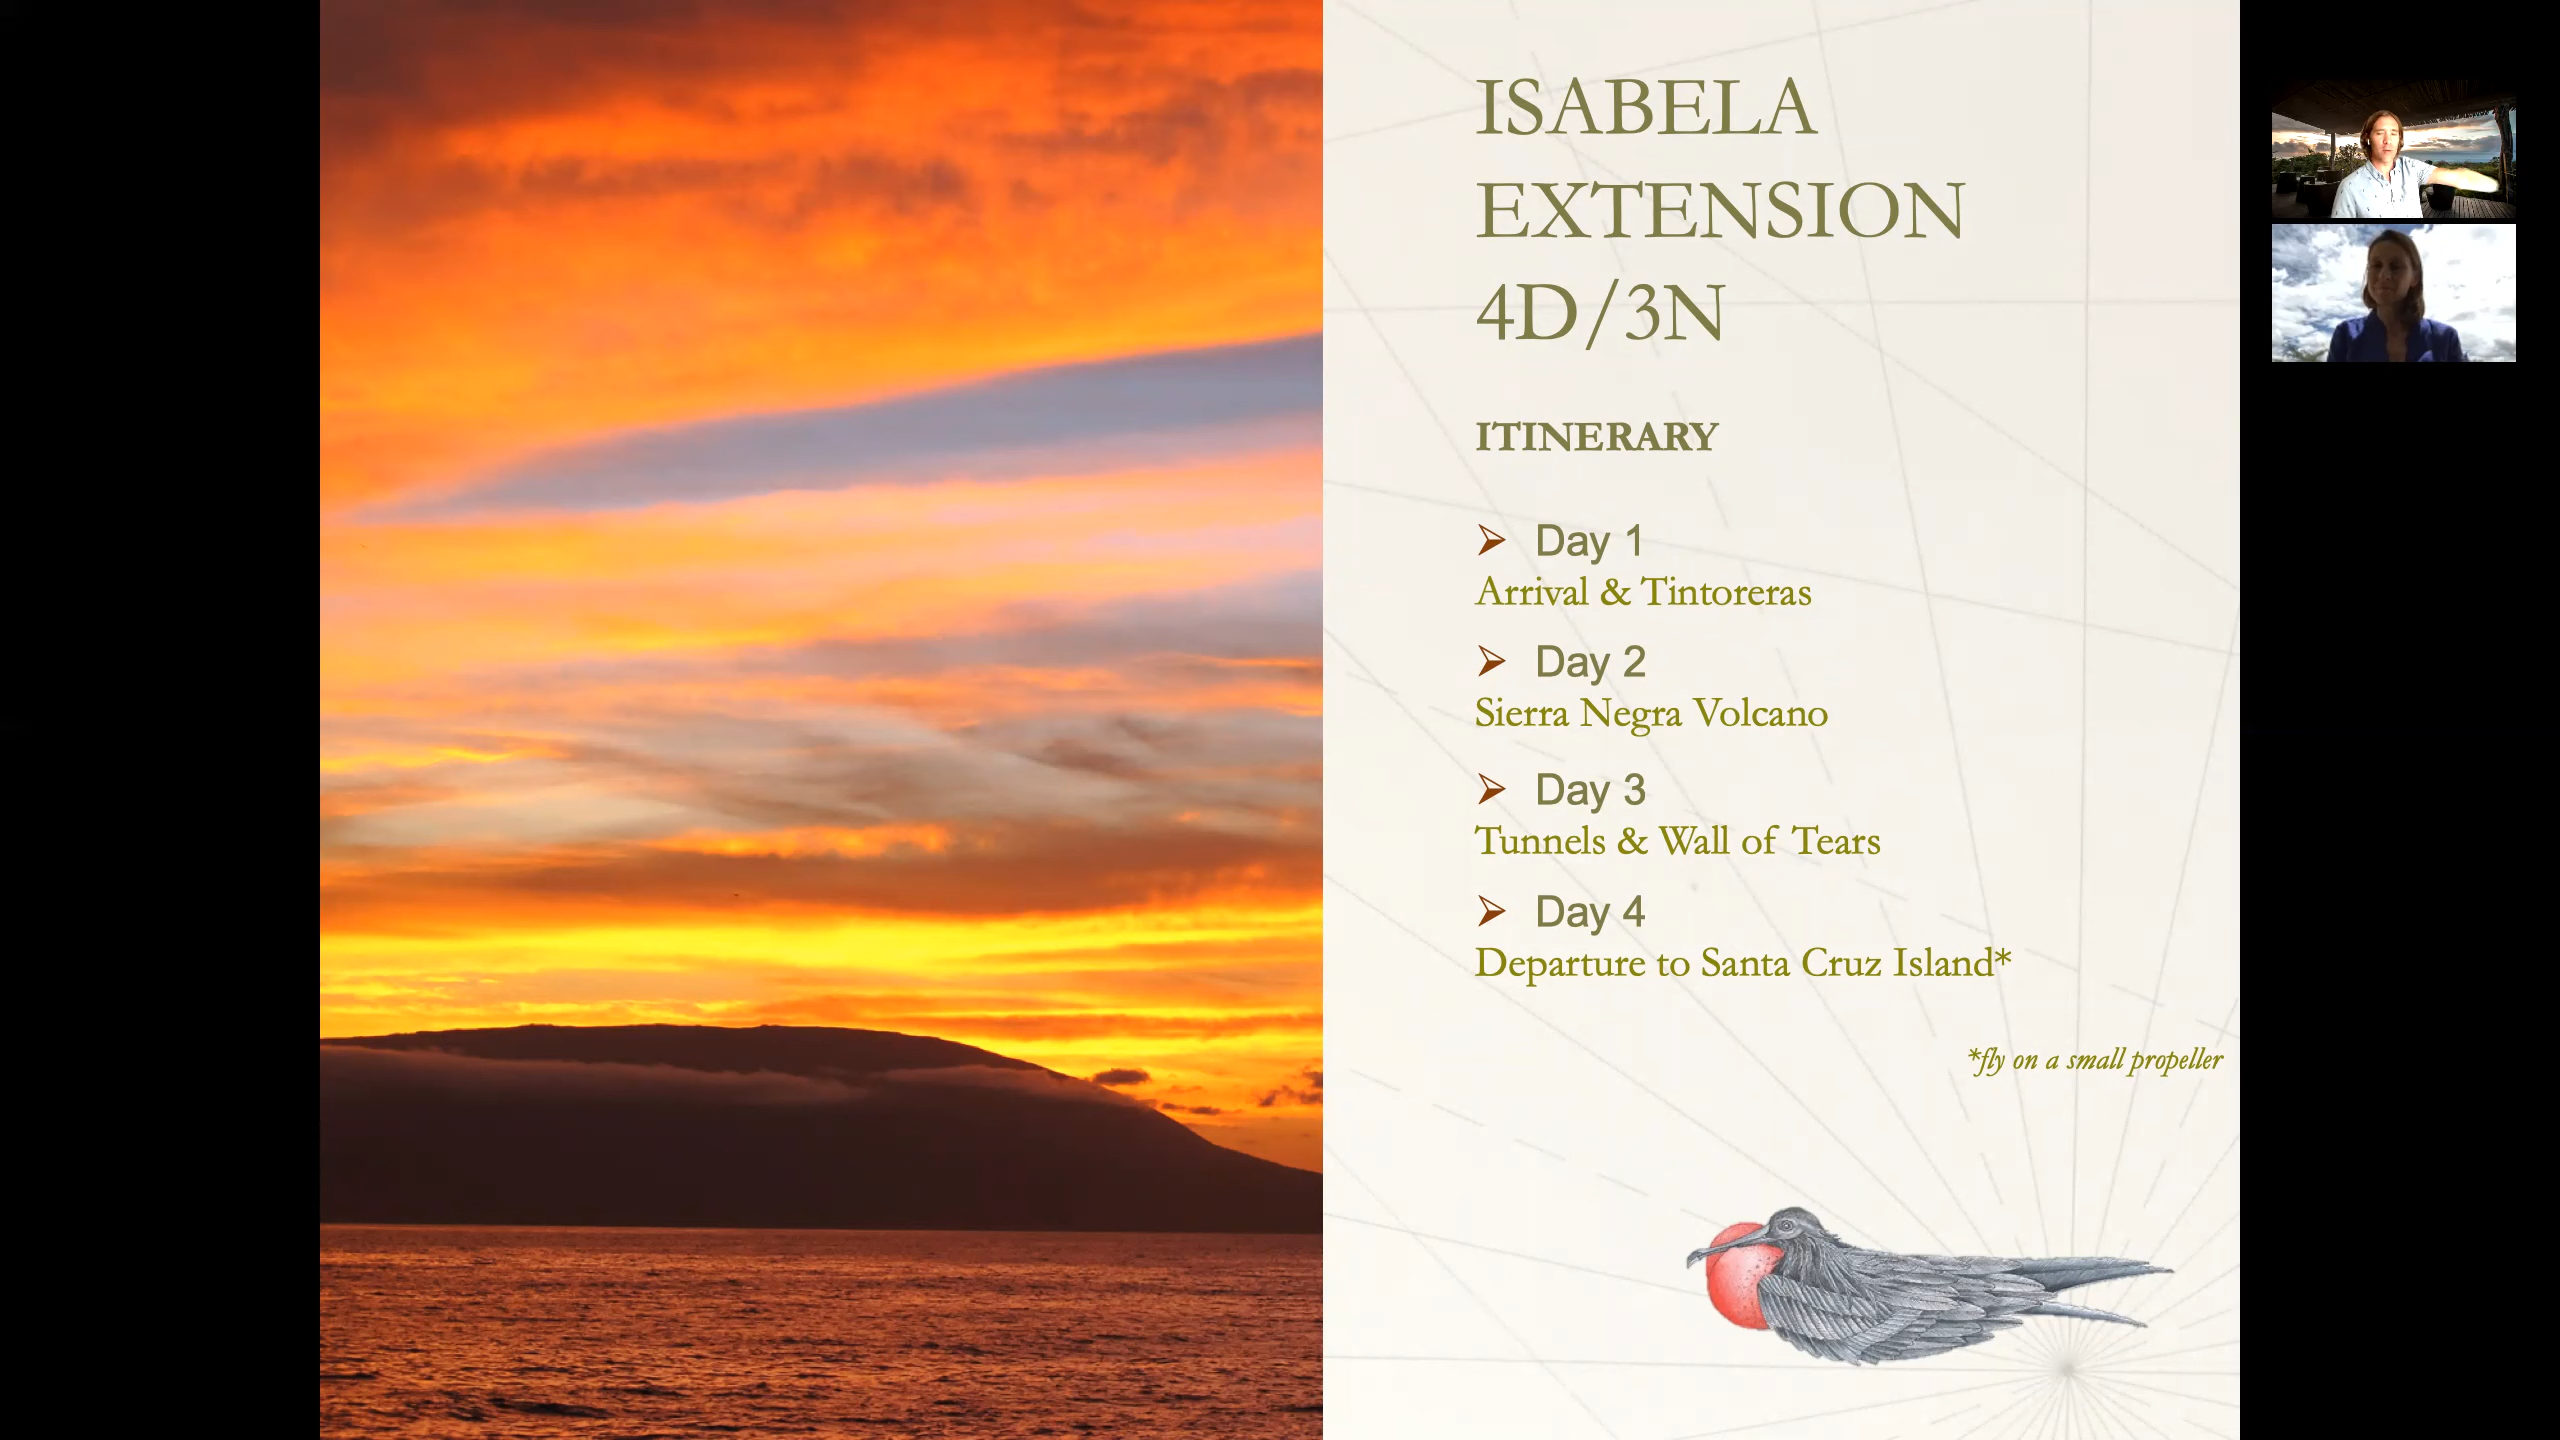 ISABELA
EXTENSION
4D/3N
ITINERARY
Day 1
Arrival & Tintoreras
Day 2
Sierra Negra Volcano
Day 3
Tunnels & Wall of Tears
Day 4
Departure to Santa Cruz Island*
*fly on a small propeller